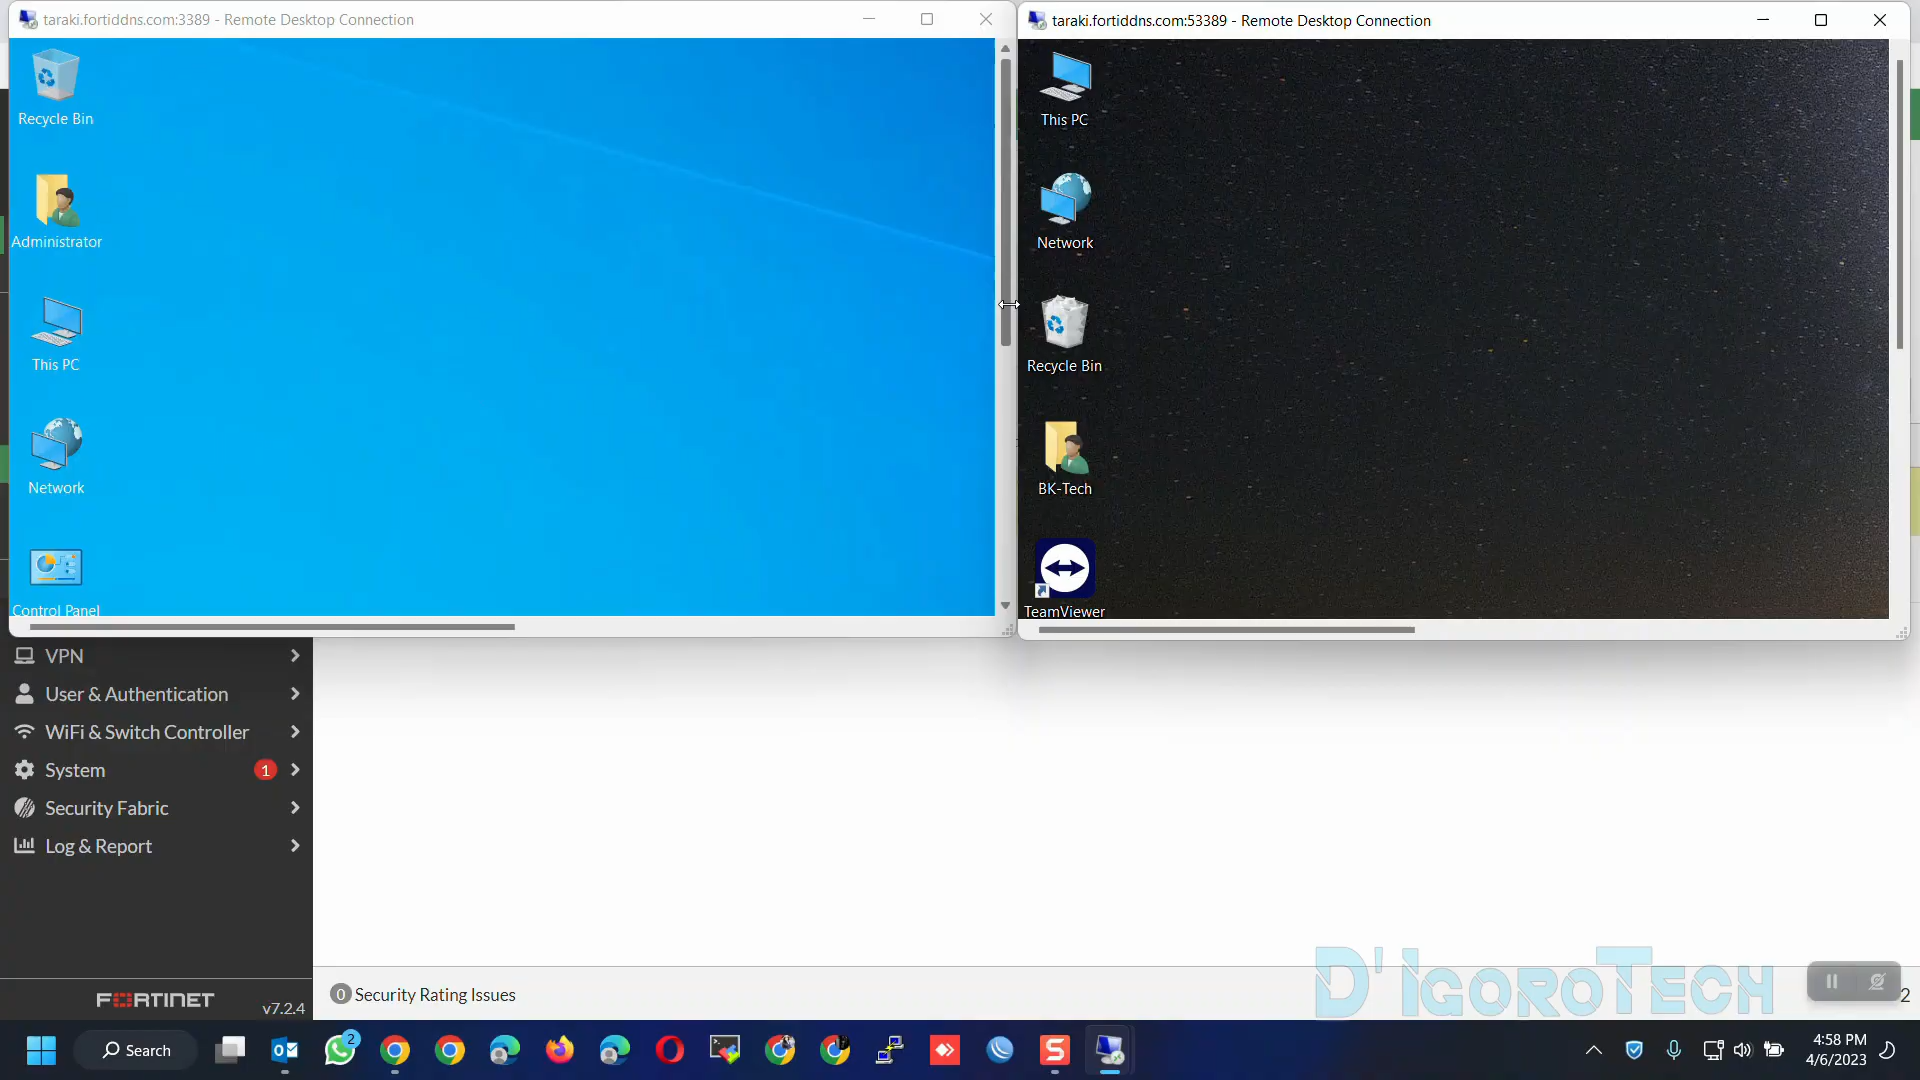 taraki.fortiddns.com:3389 - Remote Desktop Connection
Recycle Bin
Administrator
This PC
Network
Control Panel
taraki.fortiddns.com:53389 - Remote Desktop Connection
This PC
Network
Recycle Bin
BK-Tech
TeamViewer
VPN
User & Authentication
WiFi & Switch Controller
System 1
Security Fabric
Log & Report
FORTINET v7.2.4
0 Security Rating Issues
D'IGOROTECH
2
Search
2
4:58 PM
4/6/2023